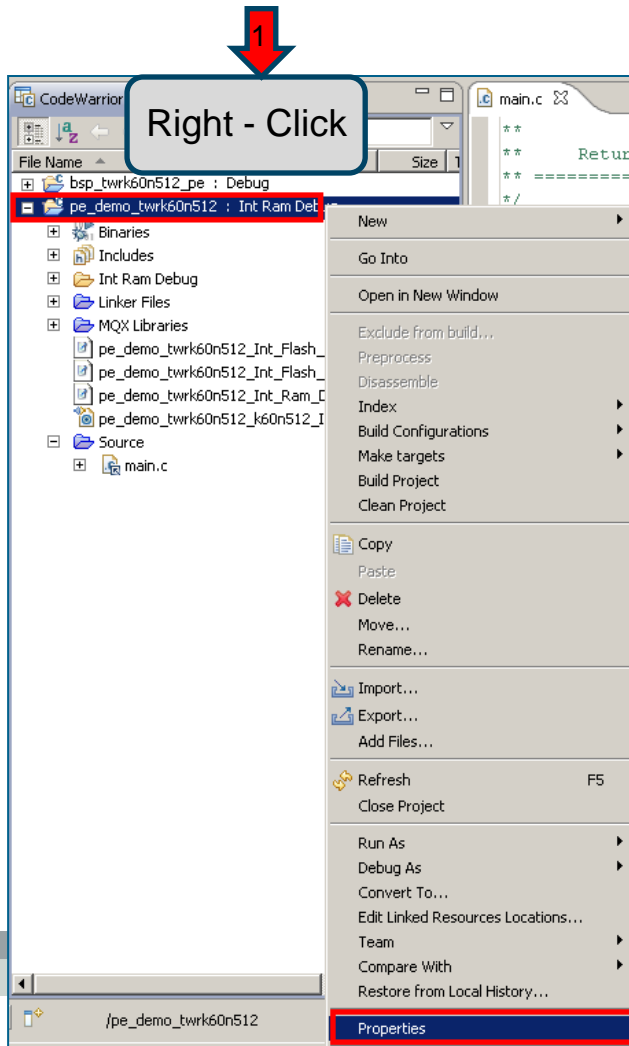 1
Right - Click
CodeWarrior
main.c
File Name
Size
**
** Retur
** =========
*/
bsp_twrk60n512_pe : Debug
pe_demo_twrk60n512 : Int Ram Deb
Binaries
Includes
Int Ram Debug
Linker Files
MQX Libraries
pe_demo_twrk60n512_Int_Flash_
pe_demo_twrk60n512_Int_Flash_
pe_demo_twrk60n512_Int_Ram_D
pe_demo_twrk60n512_k60n512_I
Source
main.c
New
Go Into
Open in New Window
Exclude from build...
Preprocess
Disassemble
Index
Build Configurations
Make targets
Build Project
Clean Project
Copy
Paste
Delete
Move...
Rename...
Import...
Export...
Add Files...
Refresh F5
Close Project
Run As
Debug As
Convert To...
Edit Linked Resources Locations...
Team
Compare With
Restore from Local History...
Properties
/pe_demo_twrk60n512